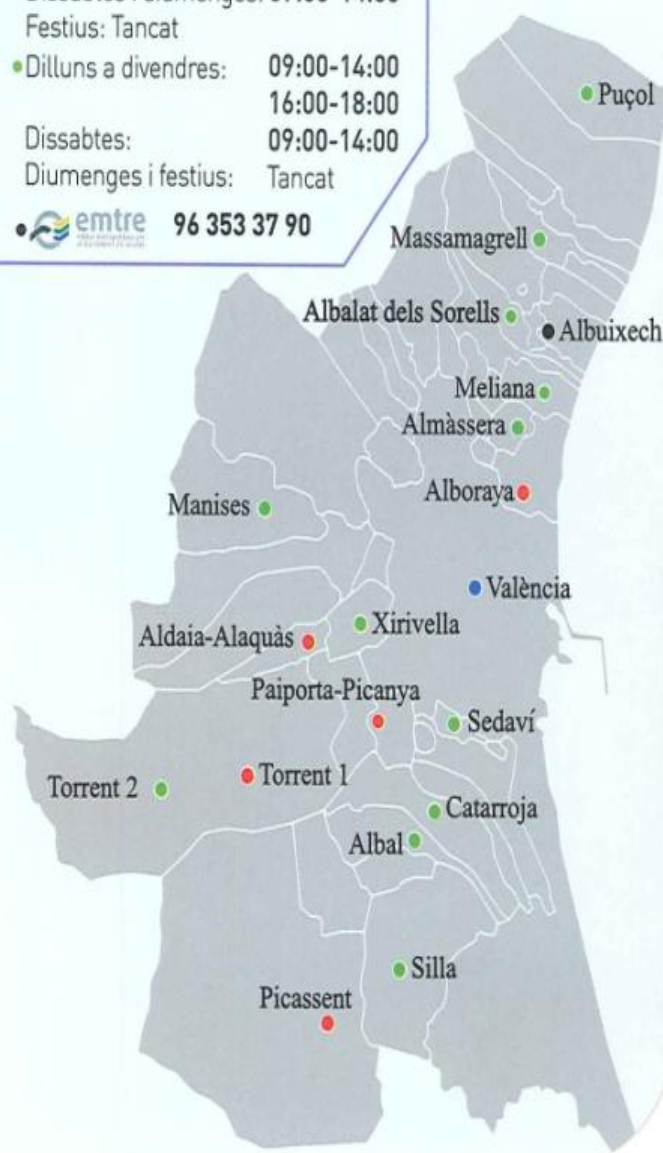 Festius: Tancat
Dilluns a divendres: 09:00-14:00
16:00-18:00
Dissabtes: 09:00-14:00
Diumenges i festius: Tancat
emtre 96 353 37 90
Puçol
Massamagrell
Albalat dels Sorells
Albuixech
Meliana
Almàssera
Alboraya
Manises
València
Xirivella
Aldaia-Alaquàs
Paiporta-Picanya
Sedaví
Torrent 1
Torrent 2
Catarroja
Albal
Silla
Picassent